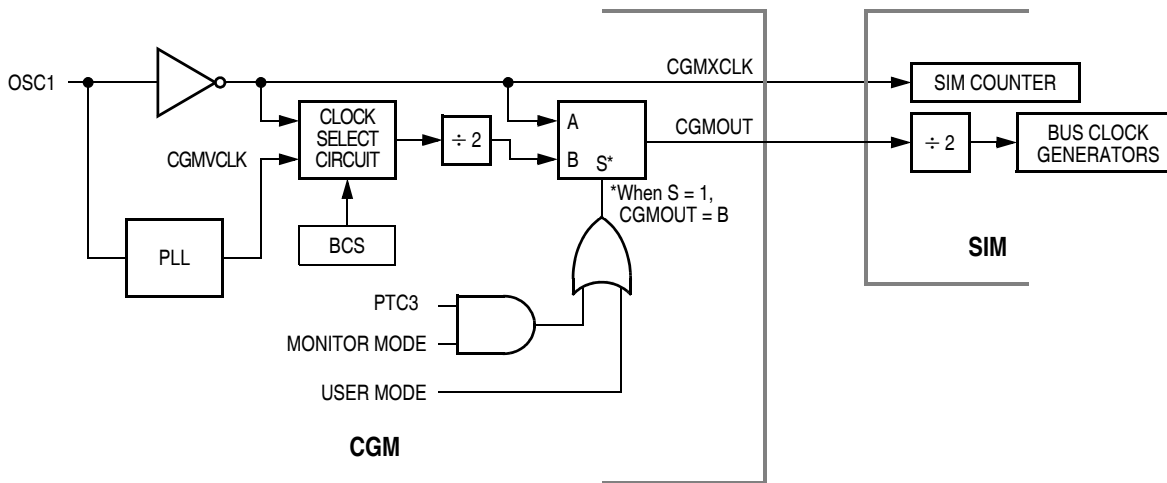 OSC1
CGMXCLK
SIM COUNTER
CLOCK
SELECT
CIRCUIT
÷ 2
A
B
S*
CGMOUT
÷ 2
BUS CLOCK
GENERATORS
CGMVCLK
*When S = 1,
CGMOUT = B
BCS
PLL
SIM
PTC3
MONITOR MODE
USER MODE
CGM